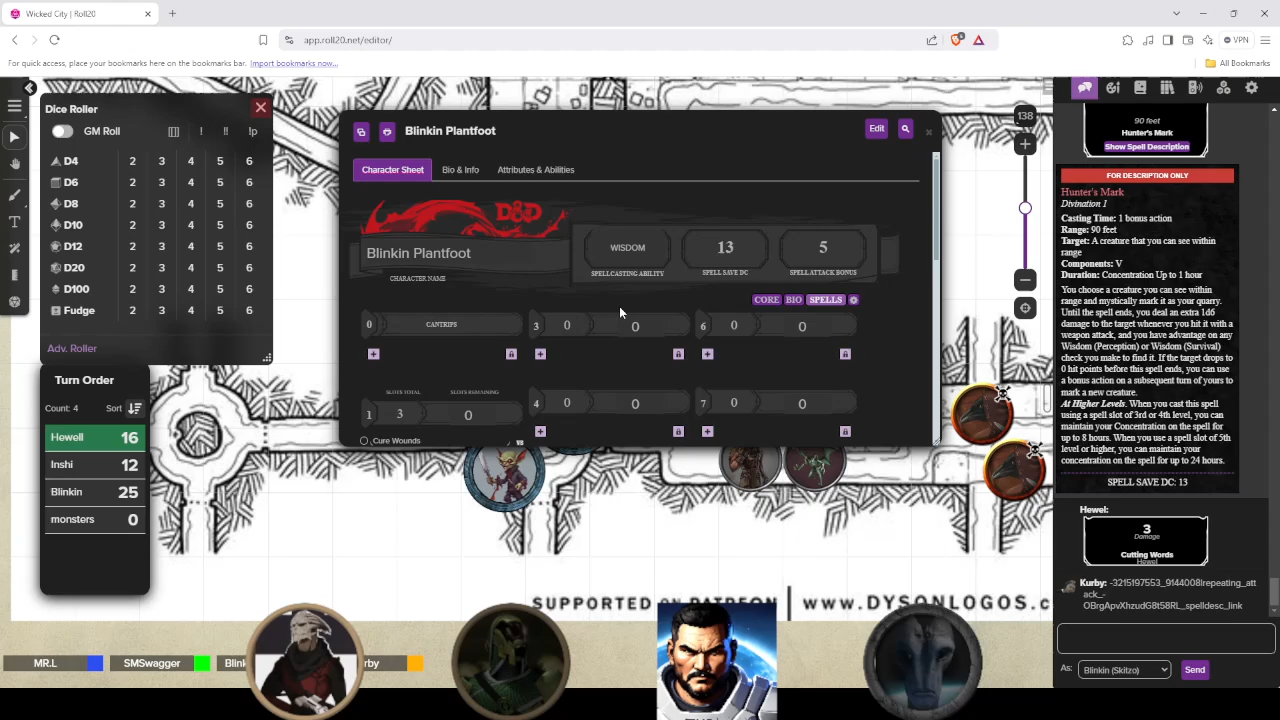 Wicked City | Roll20
app.roll20.net/editor/
VPN
For quick access, place your bookmarks here on the bookmarks bar. Import bookmarks now...
All Bookmarks
Dice Roller
GM Roll ! !! !p
D4 2 3 4 5 6
D6 2 3 4 5 6
D8 2 3 4 5 6
D10 2 3 4 5 6
D12 2 3 4 5 6
D20 2 3 4 5 6
D100 2 3 4 5 6
Fudge 2 3 4 5 6
Adv. Roller
Turn Order
Count: 4 Sort
Hewell 16
Inshi 12
Blinkin 25
monsters 0
Blinkin Plantfoot
Edit
Character Sheet Bio & Info Attributes & Abilities
D&D
Blinkin Plantfoot
CHARACTER NAME
WISDOM 13 5
SPELLCASTING ABILITY SPELL SAVE DC SPELL ATTACK BONUS
CORE BIO SPELLS
0 CANTRIPS 3 0 0 6 0 0
SLOTS TOTAL SLOTS REMAINING
1 3 0 4 0 0 7 0 0
Cure Wounds
138
90 feet
Hunter's Mark
Show Spell Description
FOR DESCRIPTION ONLY
Hunter's Mark
Divination 1
Casting Time: 1 bonus action
Range: 90 feet
Target: A creature that you can see within
range
Components: V
Duration: Concentration Up to 1 hour
You choose a creature you can see within
range and mystically mark it as your quarry.
Until the spell ends, you deal an extra 1d6
damage to the target whenever you hit it with a
weapon attack, and you have advantage on any
Wisdom (Perception) or Wisdom (Survival)
check you make to find it. If the target drops to
0 hit points before this spell ends, you can use
a bonus action on a subsequent turn of yours to
mark a new creature.
At Higher Levels. When you cast this spell
using a spell slot of 3rd or 4th level, you can
maintain your Concentration on the spell for
up to 8 hours. When you use a spell slot of 5th
level or higher, you can maintain your
concentration on the spell for up to 24 hours.
SPELL SAVE DC: 13
Hewel:
3
Damage
Cutting Words
Hewel
Kurby: -3215197553_9144008!repeating_att
ack_-
OBrgApvXhzudG8t58RL_spelldesc_link
As: Blinkin (Skitzo) Send
SUPPORTED ON PATREON | www.DYSONLOGOS.c
MR.L SMSwagger Blink rby